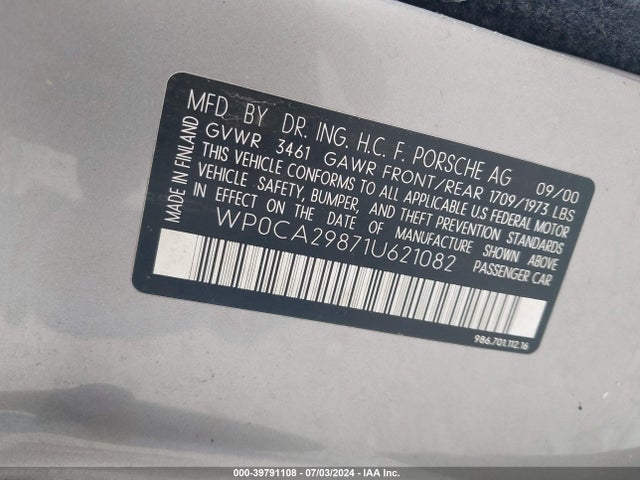 MFD. BY DR. ING. H.C. F. PORSCHE AG 09/00
GVWR 3461 GAWR FRONT/REAR 1709/1973 LBS
THIS VEHICLE CONFORMS TO ALL APPLICABLE U.S FEDERAL MOTOR
VEHICLE SAFETY, BUMPER, AND THEFT PREVENTION STANDARDS
IN EFFECT ON THE DATE OF MANUFACTURE SHOWN ABOVE
WP0CA29871U621082 PASSENGER CAR
MADE IN FINLAND
986.701.112.16
000-39791108 - 07/03/2024 - IAA Inc.